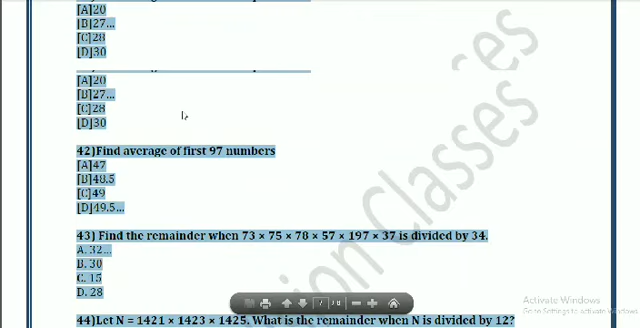 [A]20
[B]27...
[C]28
[D]30
[A]20
[B]27...
[C]28
[D]30
42)Find average of first 97 numbers
[A]47
[B]48.5
[C]49
[D]49.5...
43) Find the remainder when 73 × 75 × 78 × 57 × 197 × 37 is divided by 34.
A. 32...
B. 30
C. 15
D. 28
44)Let N = 1421 × 1423 × 1425. What is the remainder when N is divided by 12?
ion Classes
Activate Windows
Go to Settings to activate Windows